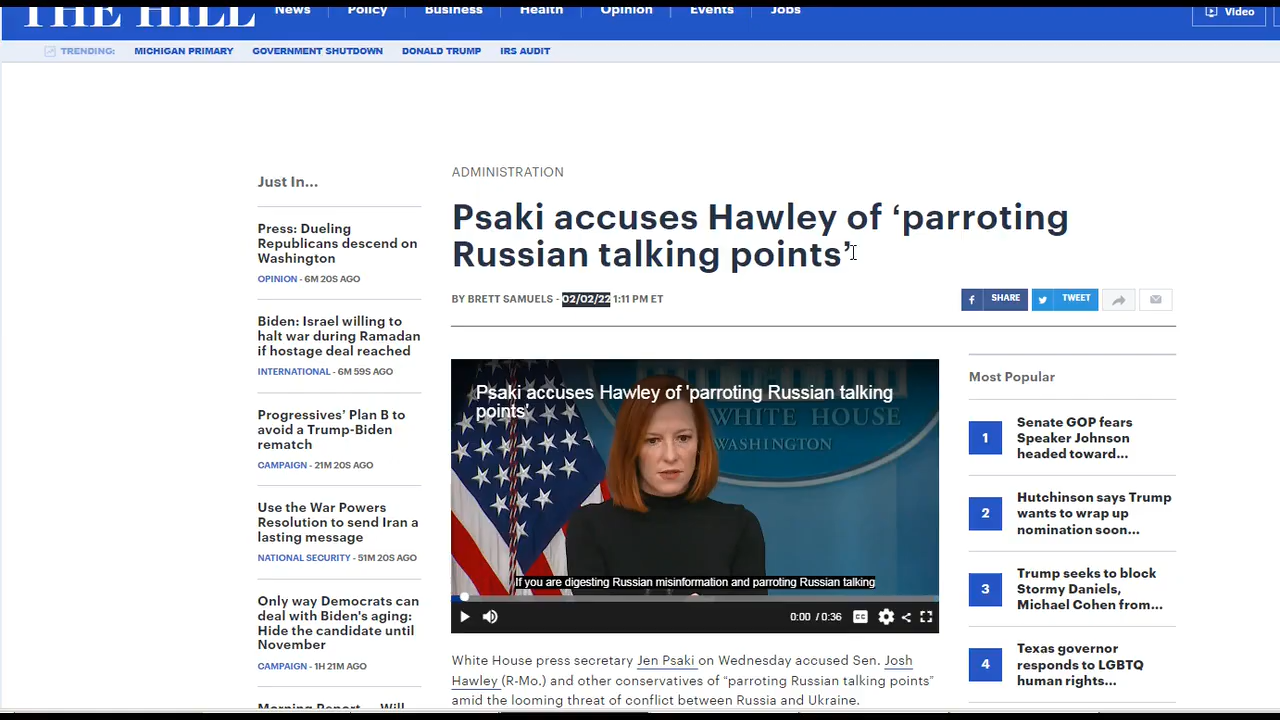 THE HILL
News Policy Business Health Opinion Events Jobs
Video
TRENDING: MICHIGAN PRIMARY GOVERNMENT SHUTDOWN DONALD TRUMP IRS AUDIT
Just In...
Press: Dueling
Republicans descend on
Washington
OPINION - 6M 20S AGO
Biden: Israel willing to
halt war during Ramadan
if hostage deal reached
INTERNATIONAL - 6M 59S AGO
Progressives’ Plan B to
avoid a Trump-Biden
rematch
CAMPAIGN - 21M 20S AGO
Use the War Powers
Resolution to send Iran a
lasting message
NATIONAL SECURITY - 51M 20S AGO
Only way Democrats can
deal with Biden's aging:
Hide the candidate until
November
CAMPAIGN - 1H 21M AGO
Morning Report — Will
ADMINISTRATION
Psaki accuses Hawley of ‘parroting
Russian talking points’
BY BRETT SAMUELS - 02/02/22 1:11 PM ET
SHARE
TWEET
Psaki accuses Hawley of 'parroting Russian talking
points'
WHITE HOUSE
WASHINGTON
If you are digesting Russian misinformation and parroting Russian talking
0:00 / 0:36
CC
White House press secretary Jen Psaki on Wednesday accused Sen. Josh
Hawley (R-Mo.) and other conservatives of “parroting Russian talking points”
amid the looming threat of conflict between Russia and Ukraine.
Most Popular
1
Senate GOP fears
Speaker Johnson
headed toward...
2
Hutchinson says Trump
wants to wrap up
nomination soon...
3
Trump seeks to block
Stormy Daniels,
Michael Cohen from...
4
Texas governor
responds to LGBTQ
human rights...